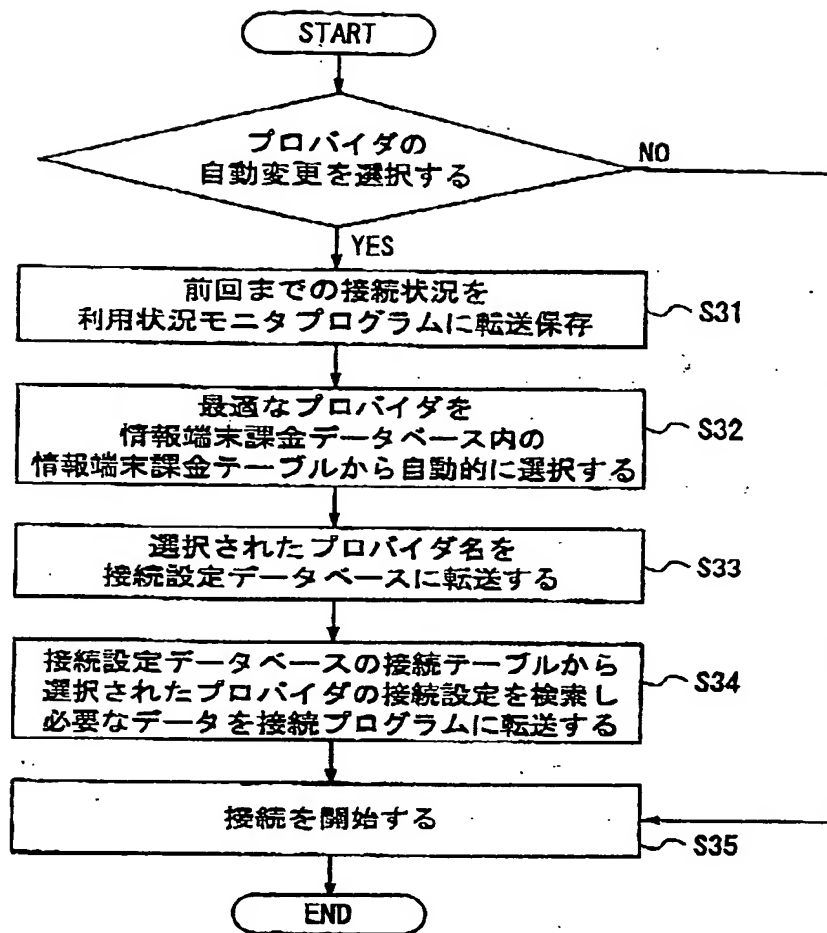 START
プロバイダの
自動変更を選択する
NO
YES
前回までの接続状況を
利用状況モニタプログラムに転送保存
S31
最適なプロバイダを
情報端末課金データベース内の
情報端末課金テーブルから自動的に選択する
S32
選択されたプロバイダ名を
接続設定データベースに転送する
S33
接続設定データベースの接続テーブルから
選択されたプロバイダの接続設定を検索し
必要なデータを接続プログラムに転送する
S34
接続を開始する
S35
END